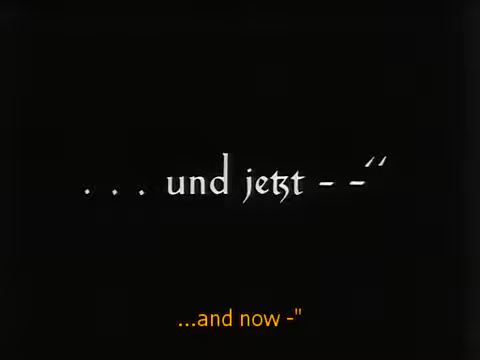 . . . und jetzt – –“
...and now -"